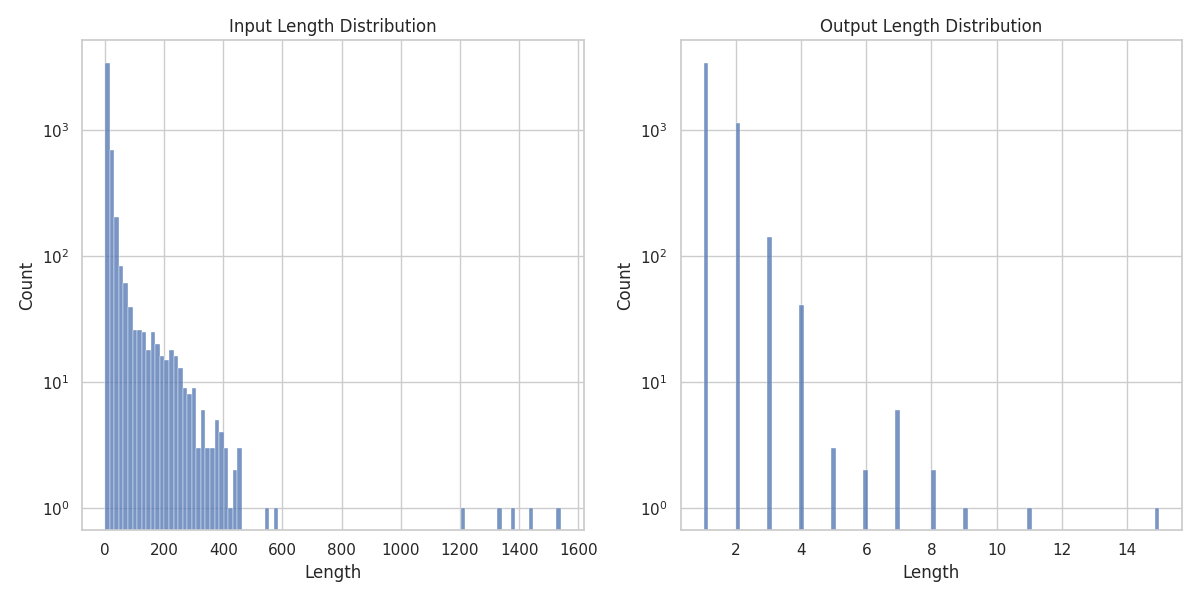 Input Length Distribution
Count
10³
10²
10¹
10⁰
0 200 400 600 800 1000 1200 1400 1600
Length
Output Length Distribution
Count
10³
10²
10¹
10⁰
2 4 6 8 10 12 14
Length